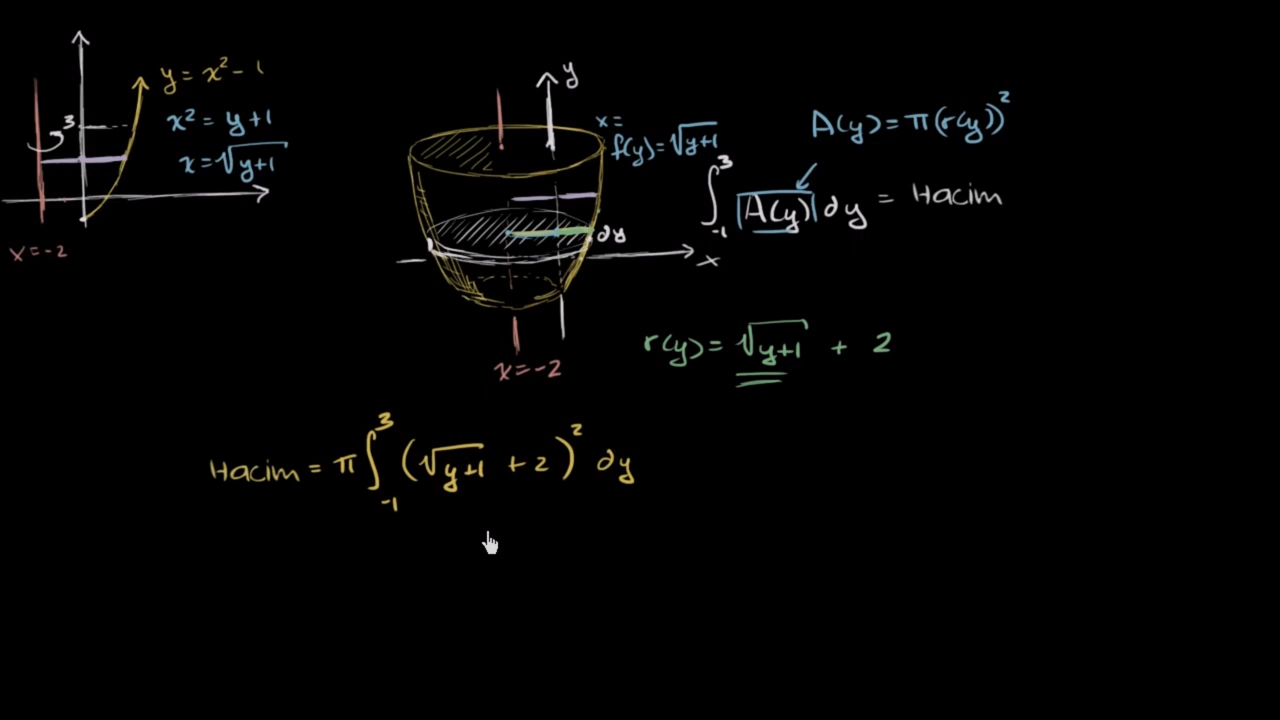 y = x² - 1
x² = y+1
x = √y+1
3
x = -2
y
x =
f(y) = √y+1
dy
x
x = -2
A(y) = π(r(y))²
∫₋₁³ A(y) dy = Hacim
r(y) = √y+1 + 2
Hacim = π ∫₋₁³ (√y+1 + 2)² dy